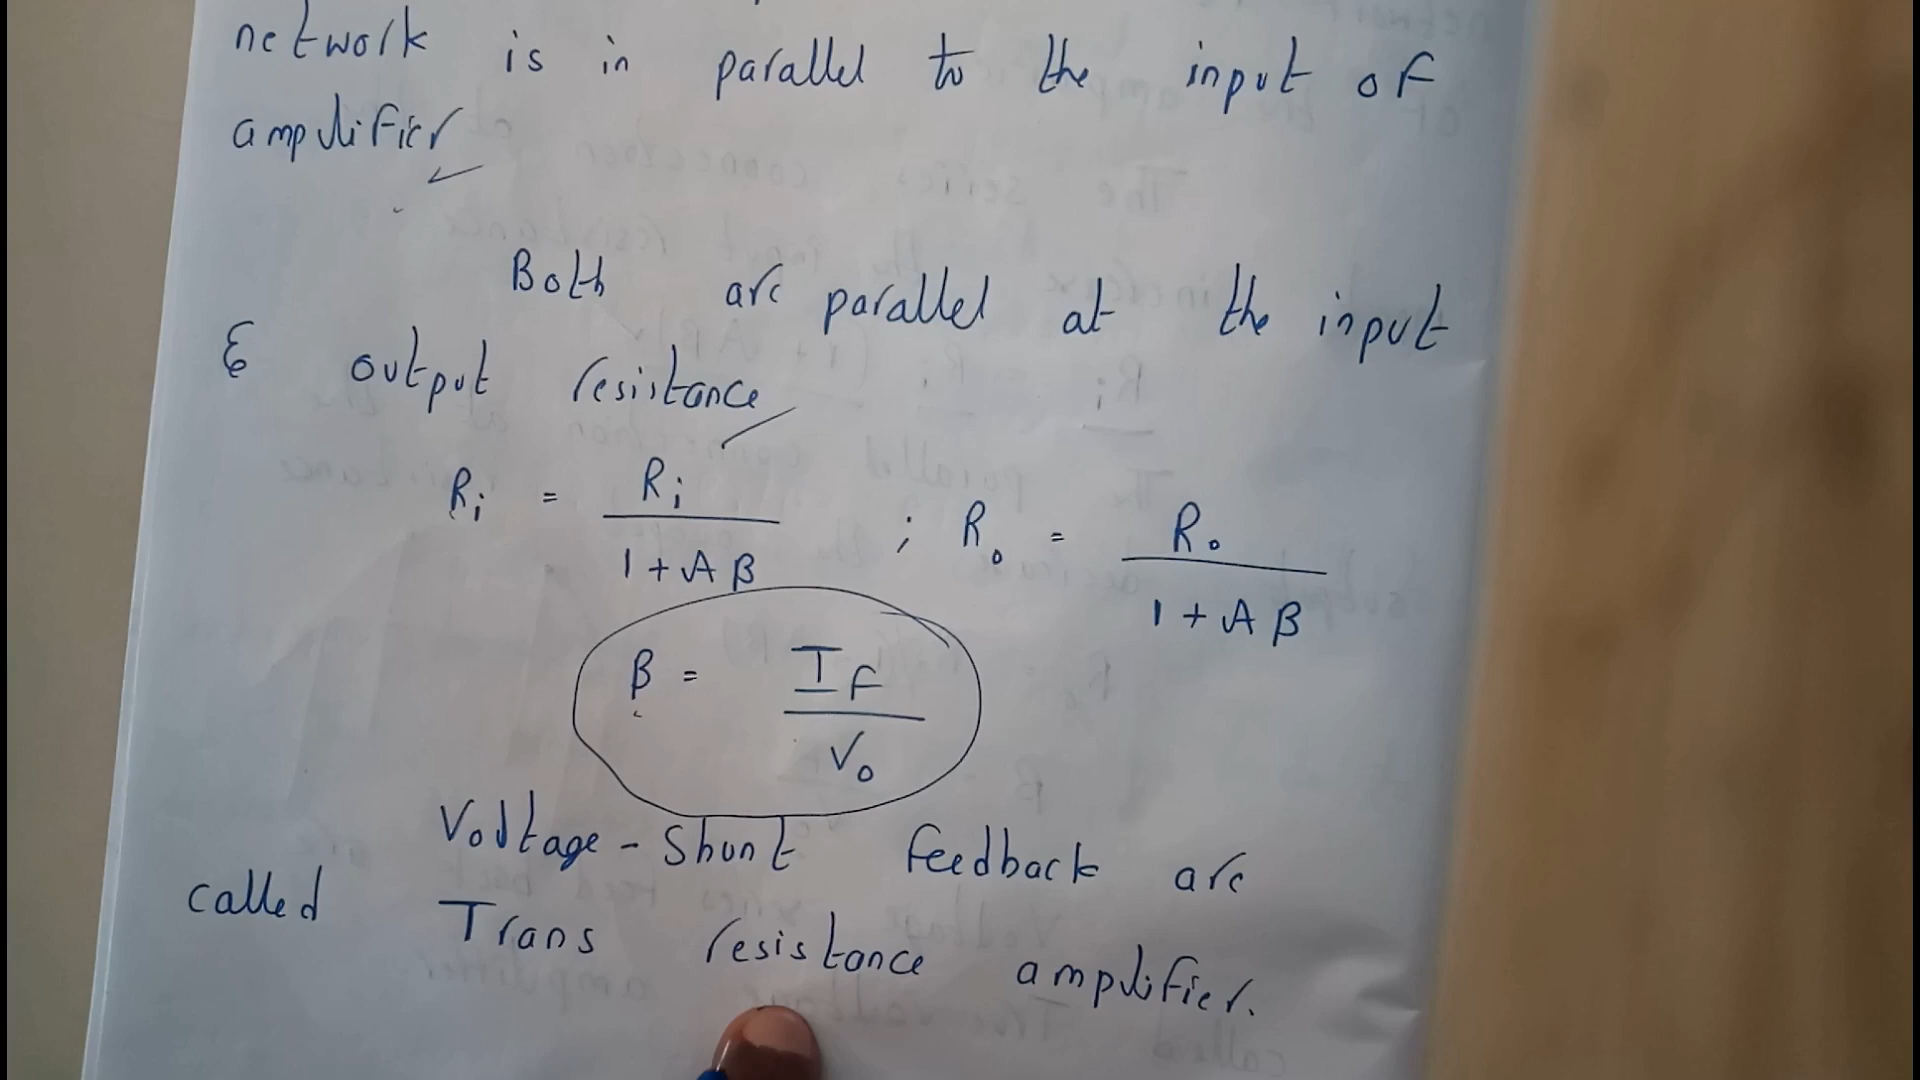 network is in parallel to the input of
amplifier
Both are parallel at the input
& output resistance
Ri = Ri / 1 + Aβ ; Ro = Ro / 1 + Aβ
β = If / Vo
Voltage - Shunt feedback are
called Trans resistance amplifier.